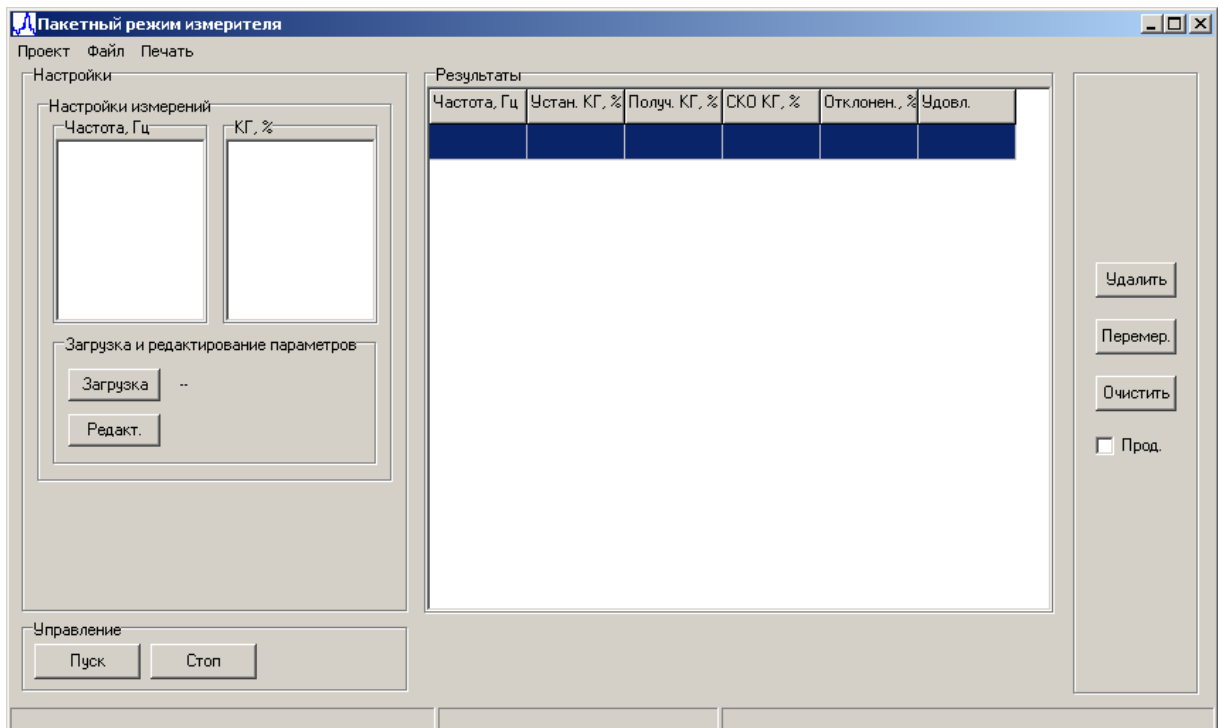 Пакетный режим измерителя
Проект Файл Печать
Настройки
Настройки измерений
Частота, Гц КГ, %
Загрузка и редактирование параметров
Загрузка --
Редакт.
Управление
Пуск Стоп
Результаты
Частота, Гц Устан. КГ, % Получ. КГ, % СКО КГ, % Отклонен., % Удовл.
Удалить
Перемер.
Очистить
Прод.